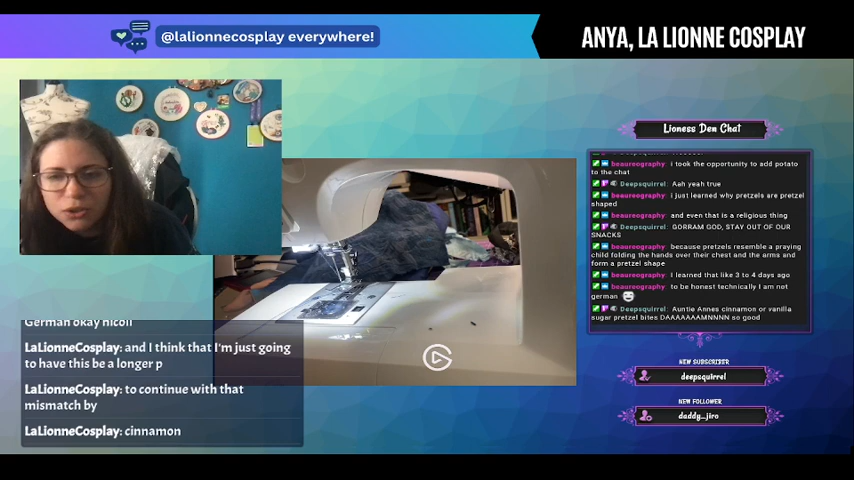 @lalionnecosplay everywhere!
ANYA, LA LIONNE COSPLAY
Lioness Den Chat
beaureography: i took the opportunity to add potato
to the chat
Deepsquirrel: Aah yeah true
beaureography: i just learned why pretzels are pretzel
shaped
beaureography: and even that is a religious thing
Deepsquirrel: GORRAM GOD, STAY OUT OF OUR
SNACKS
beaureography: because pretzels resemble a praying
child folding the hands over their chest and the arms and
form a pretzel shape
beaureography: I learned that like 3 to 4 days ago
beaureography: to be honest technically I am not
german
Deepsquirrel: Auntie Annes cinnamon or vanilla
sugar pretzel bites DAAAAAAMNNNN so good
German okay nicoll
LaLionneCosplay: and I think that I'm just going
to have this be a longer p
LaLionneCosplay: to continue with that
mismatch by
LaLionneCosplay: cinnamon
NEW SUBSCRIBER
deepsquirrel
NEW FOLLOWER
daddy_jiro